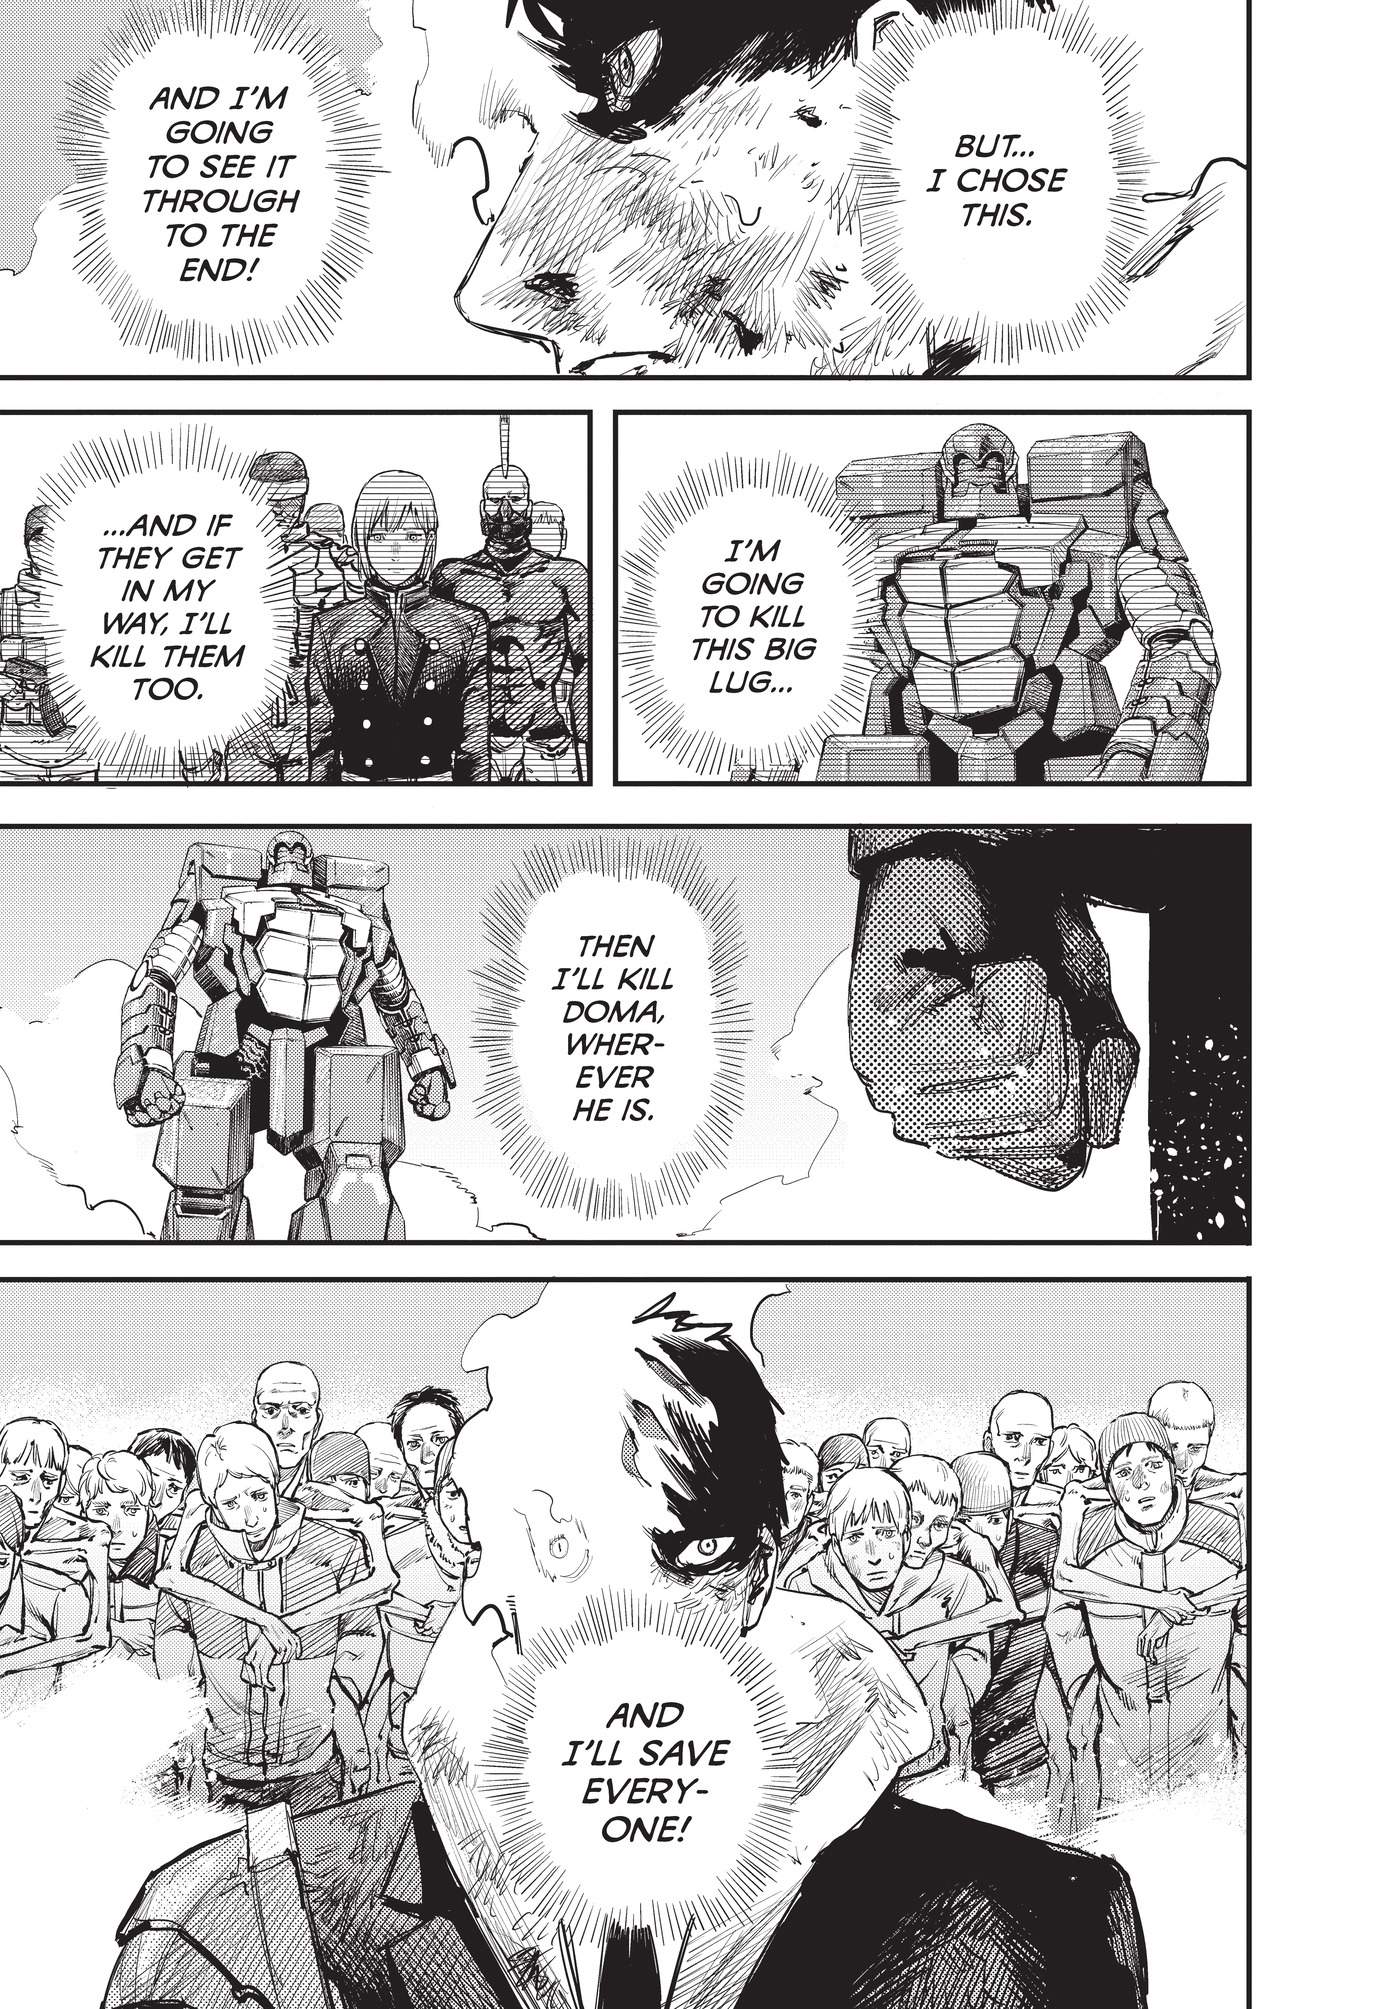 BUT...
I CHOSE
THIS.
AND I'M
GOING
TO SEE IT
THROUGH
TO THE
END!
I'M
GOING
TO KILL
THIS BIG
LUG...
...AND IF
THEY GET
IN MY
WAY, I'LL
KILL THEM
TOO.
THEN
I'LL KILL
DOMA,
WHER-
EVER
HE IS.
AND
I'LL SAVE
EVERY-
ONE!